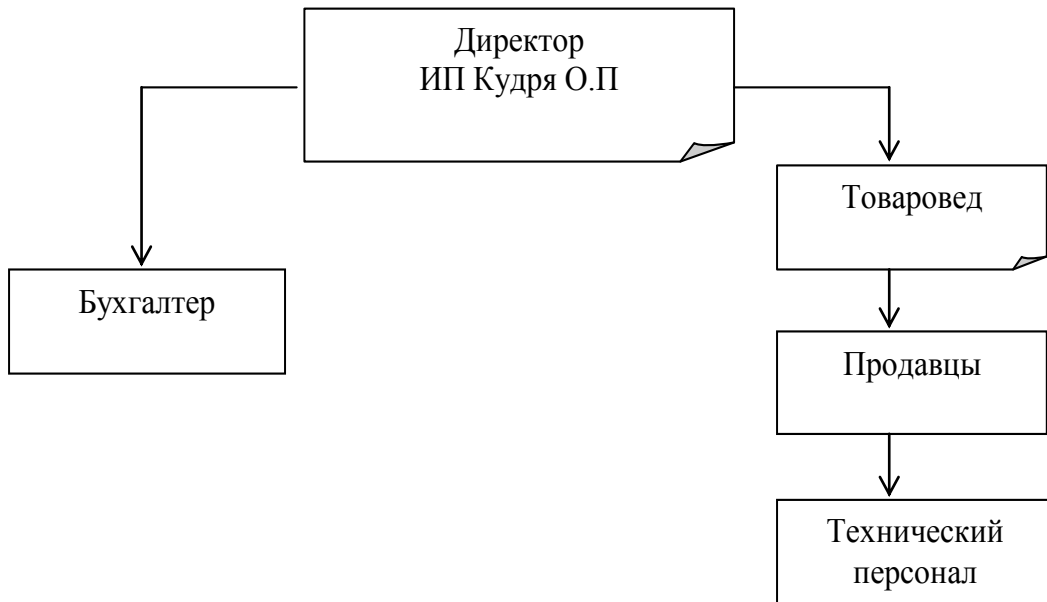 Директор
ИП Кудря О.П
Товаровед
Бухгалтер
Продавцы
Технический
персонал